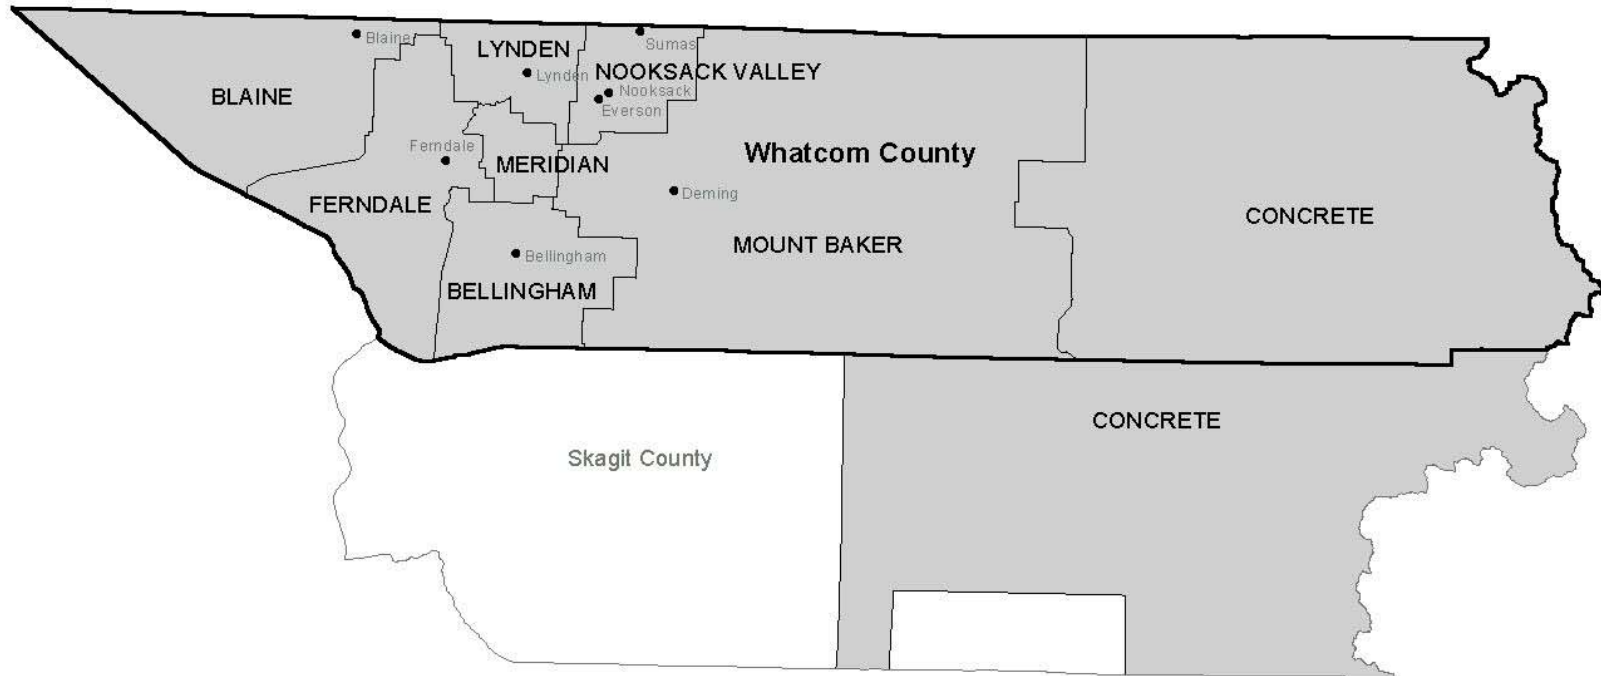 Blaine
LYNDEN
Sumas
Lynden
NOOKSACK VALLEY
BLAINE
Nooksack
Everson
Ferndale
MERIDIAN
Whatcom County
Deming
FERNDALE
CONCRETE
MOUNT BAKER
Bellingham
BELLINGHAM
CONCRETE
Skagit County